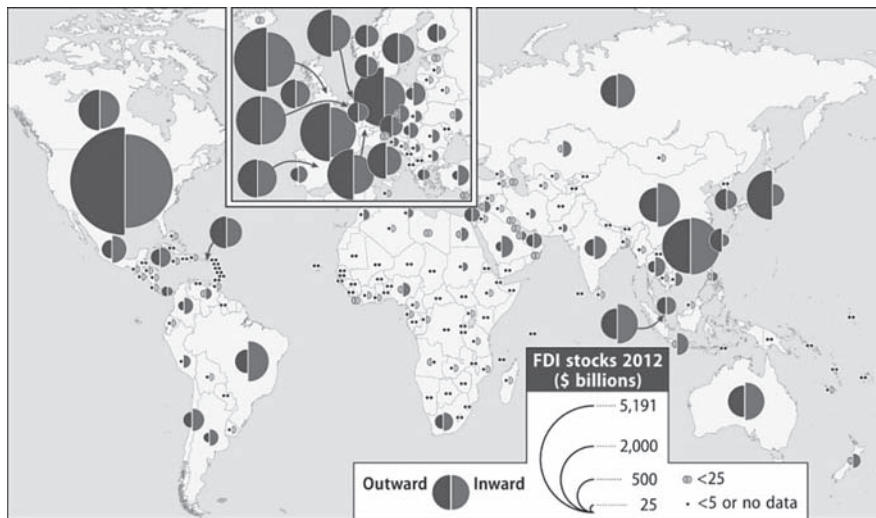 FDI stocks 2012
($ billions)
5,191
2,000
500
25
Outward Inward
<25
<5 or no data